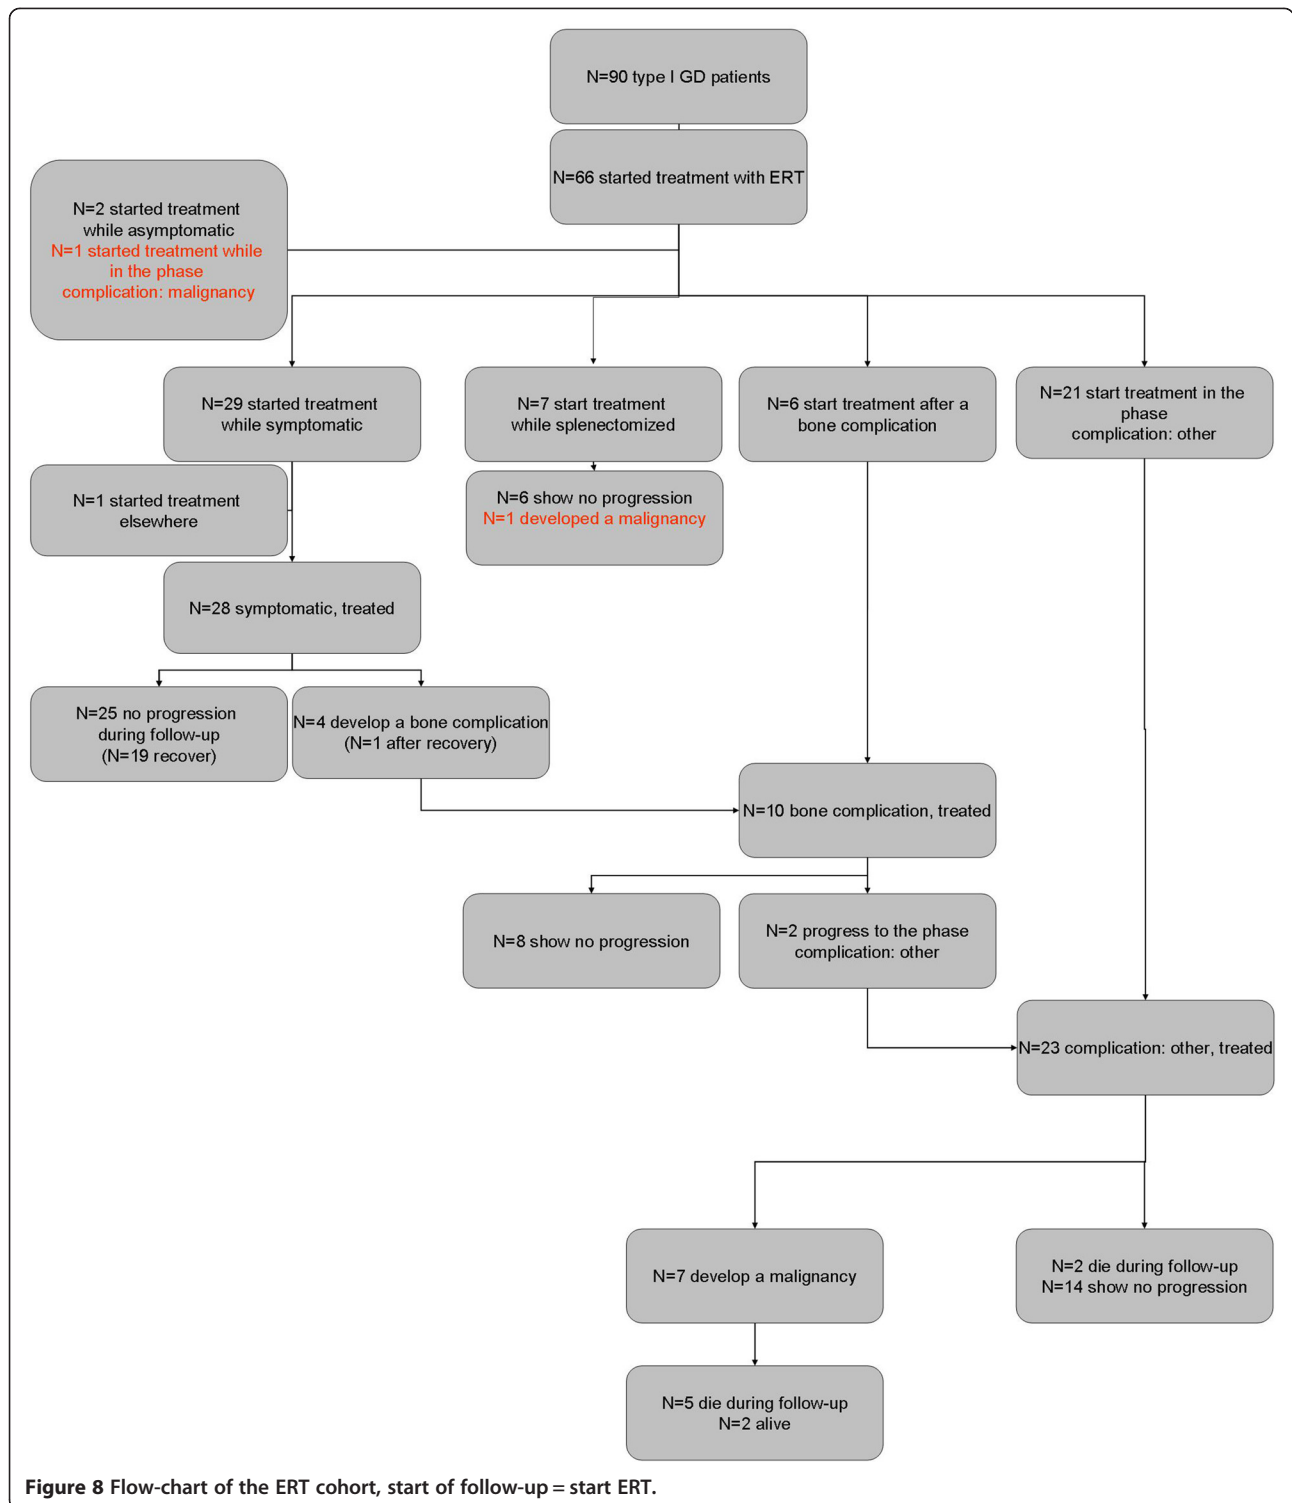 N=90 type I GD patients
N=66 started treatment with ERT
N=2 started treatment
while asymptomatic
N=1 started treatment while
in the phase
complication: malignancy
N=29 started treatment
while symptomatic
N=7 start treatment
while splenectomized
N=6 start treatment after a
bone complication
N=21 start treatment in the
phase
complication: other
N=1 started treatment
elsewhere
N=6 show no progression
N=1 developed a malignancy
N=28 symptomatic, treated
N=25 no progression
during follow-up
(N=19 recover)
N=4 develop a bone complication
(N=1 after recovery)
N=10 bone complication, treated
N=8 show no progression
N=2 progress to the phase
complication: other
N=23 complication: other, treated
N=7 develop a malignancy
N=2 die during follow-up
N=14 show no progression
N=5 die during follow-up
N=2 alive
Figure 8 Flow-chart of the ERT cohort, start of follow-up = start ERT.